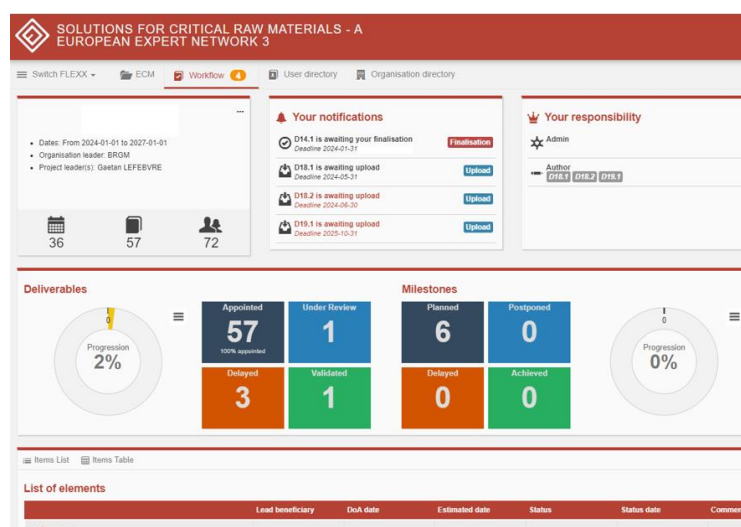 SOLUTIONS FOR CRITICAL RAW MATERIALS - A
EUROPEAN EXPERT NETWORK 3
Switch FLEXX
ECM
Workflow 4
User directory
Organisation directory
...
Dates: From 2024-01-01 to 2027-01-01
Organisation leader: BRGM
Project leader(s): Gaetan LEFEBVRE
36
57
72
Your notifications
D14.1 is awaiting your finalisation
Deadline 2024-01-31
Finalisation
D18.1 is awaiting upload
Deadline 2024-05-31
Upload
D18.2 is awaiting upload
Deadline 2024-06-30
Upload
D19.1 is awaiting upload
Deadline 2025-10-31
Upload
Your responsibility
Admin
Author
D18.1 D18.2 D19.1
Deliverables
0
Progression
2%
Appointed
57
100% appointed
Under Review
1
Delayed
3
Validated
1
Milestones
Planned
6
Postponed
0
Delayed
0
Achieved
0
0
Progression
0%
Items List
Items Table
List of elements
Lead beneficiary
DoA date
Estimated date
Status
Status date
Commen